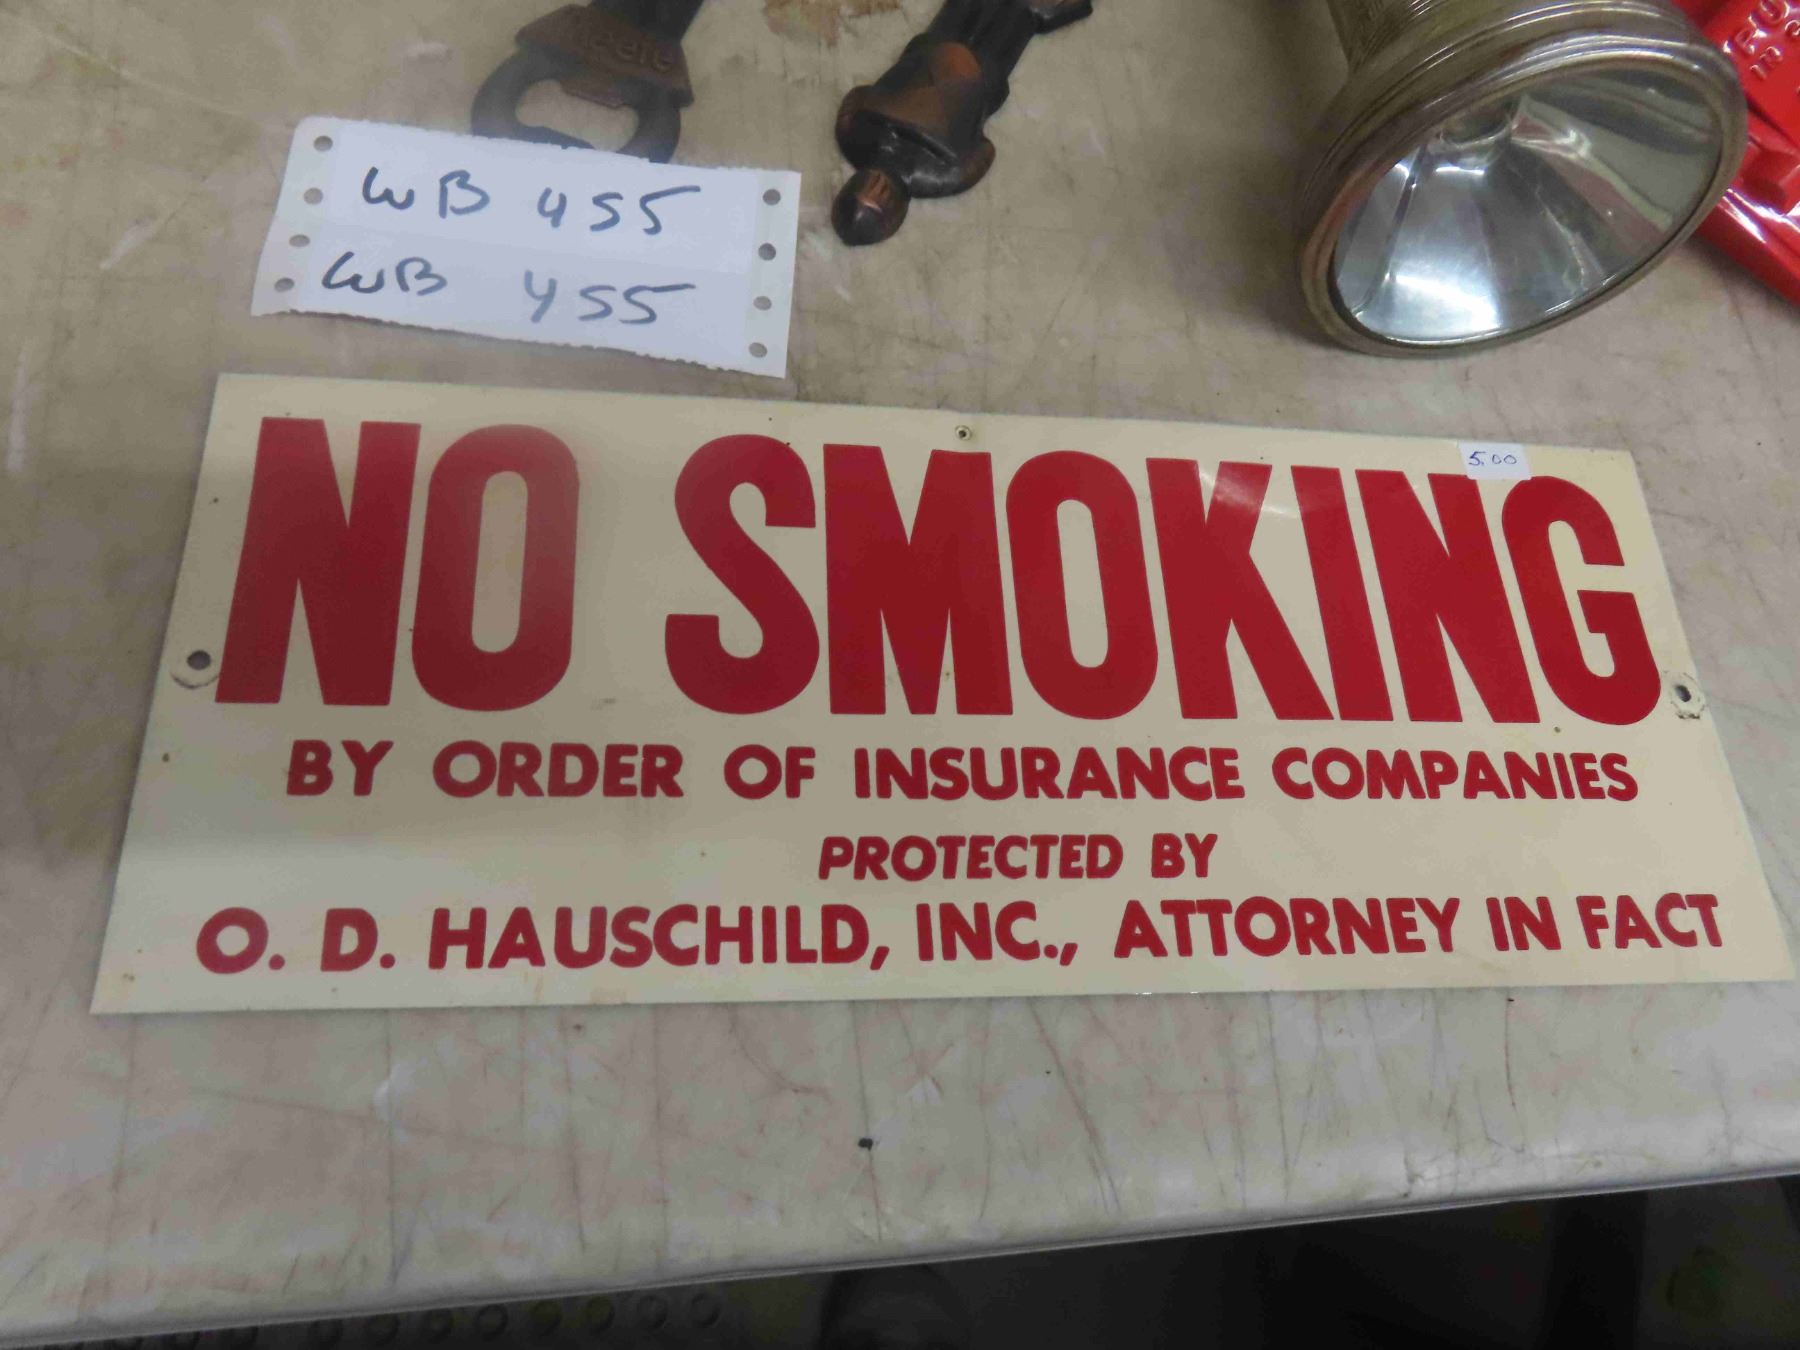 WB 455
WB 455
5.00
NO SMOKING
BY ORDER OF INSURANCE COMPANIES
PROTECTED BY
O. D. HAUSCHILD, INC., ATTORNEY IN FACT